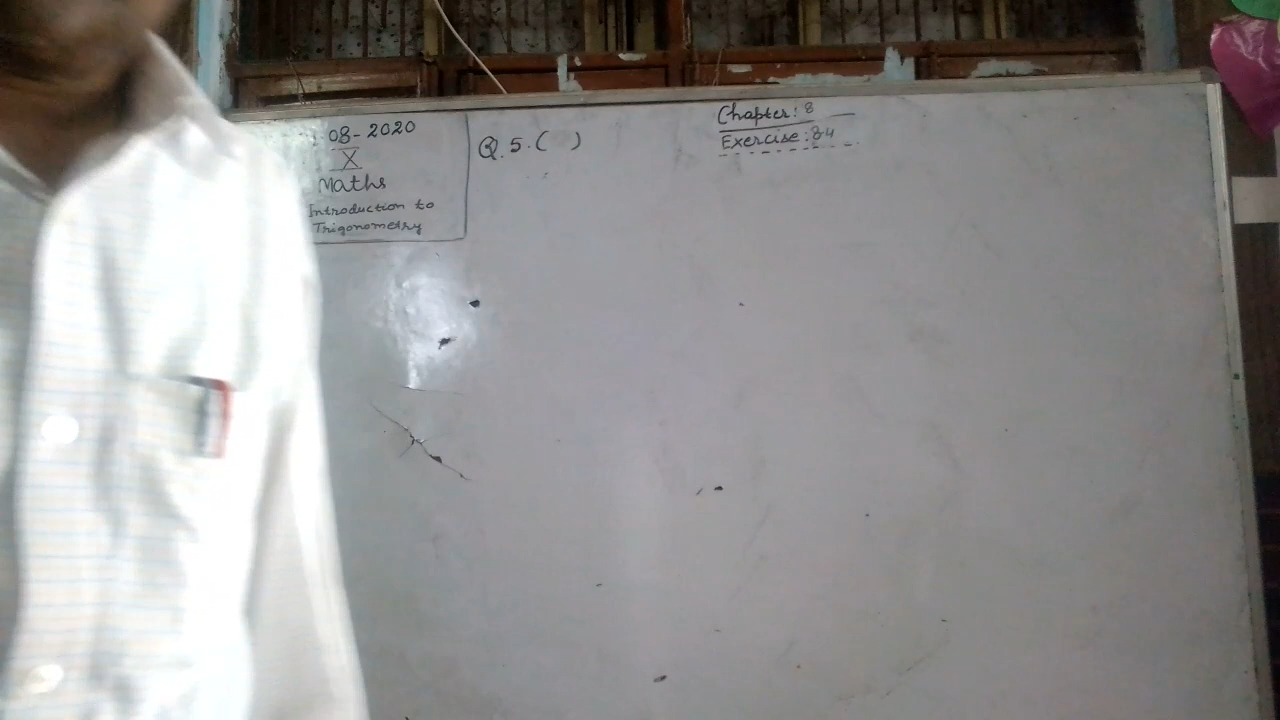 08-2020
X
Maths
Introduction to
Trigonometry
Q. 5. ( )
Chapter: 8
Exercise: 8.4